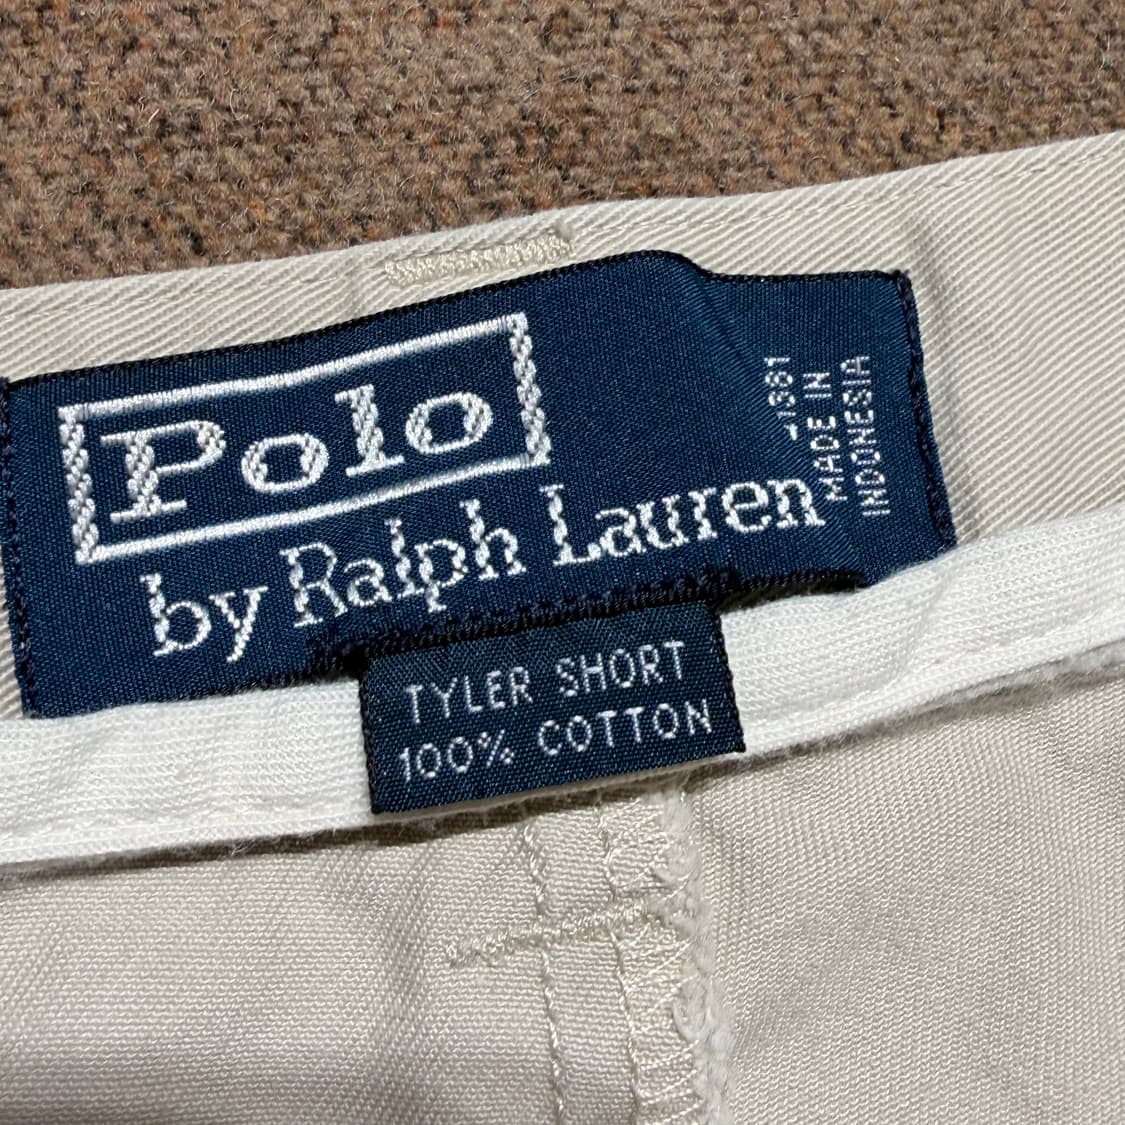 Polo
by Ralph Lauren
MADE IN
INDONESIA
TYLER SHORT
100% COTTON